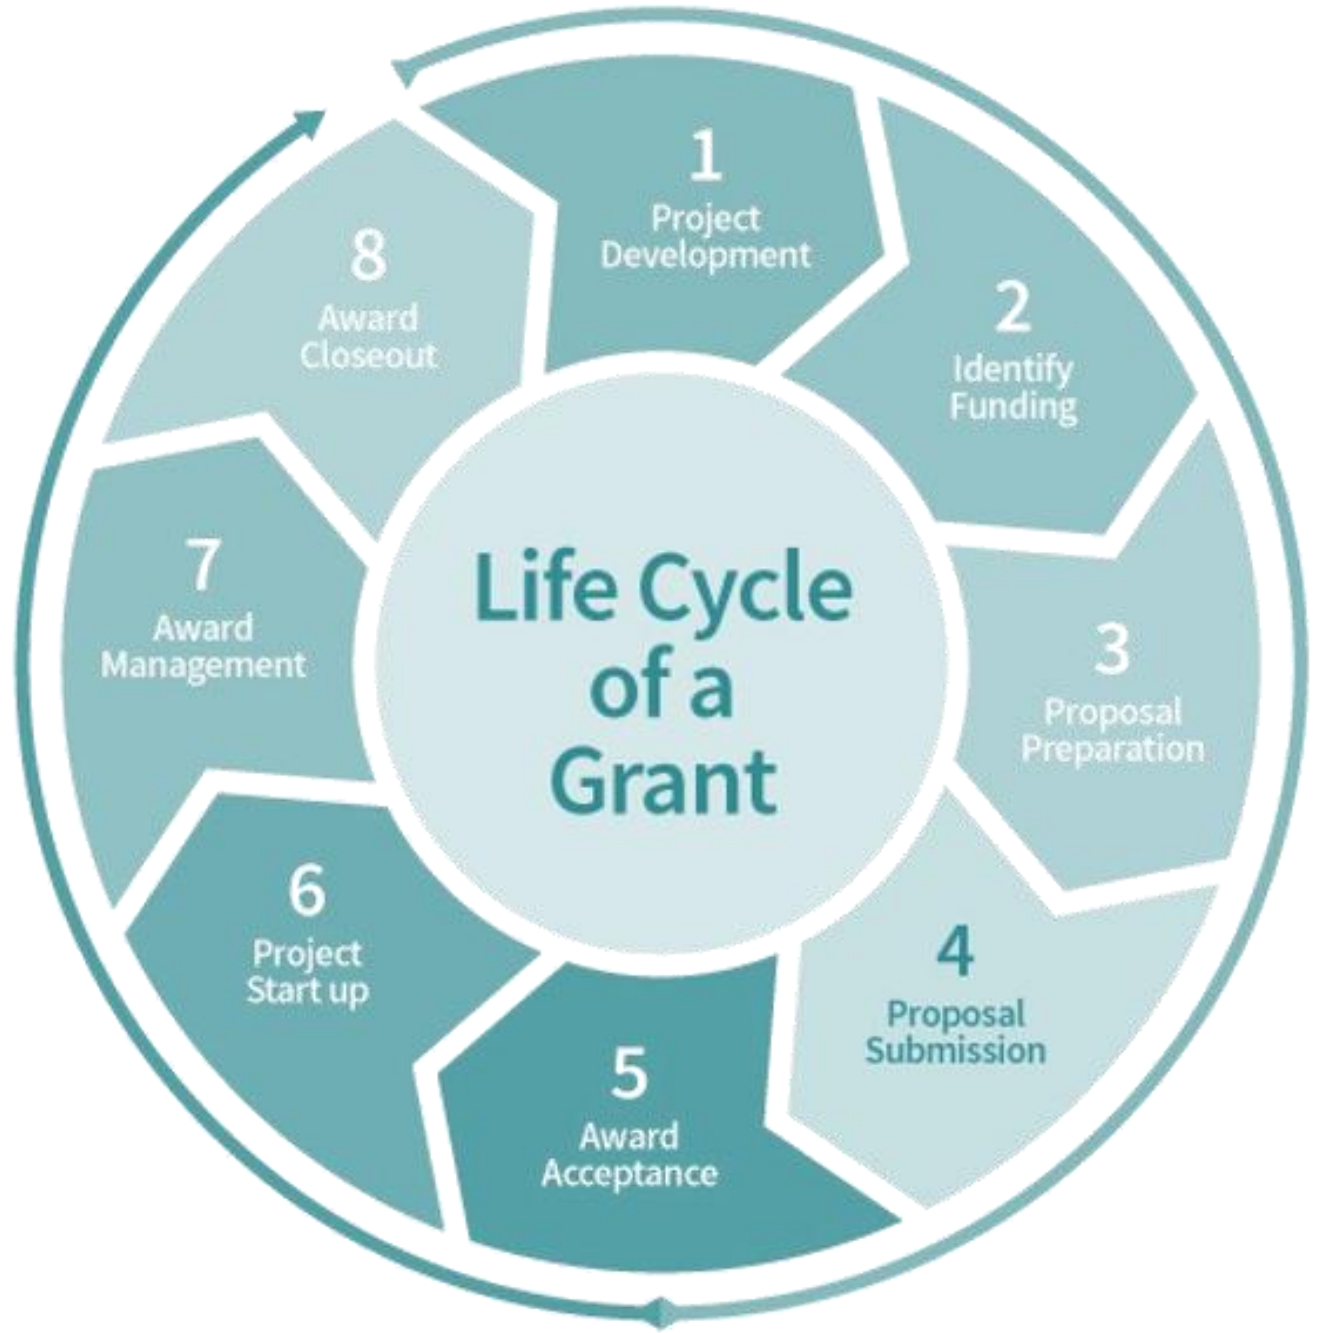 1
Project
Development
2
Identify
Funding
3
Proposal
Preparation
4
Proposal
Submission
5
Award
Acceptance
6
Project
Start up
7
Award
Management
8
Award
Closeout
Life Cycle
of a
Grant